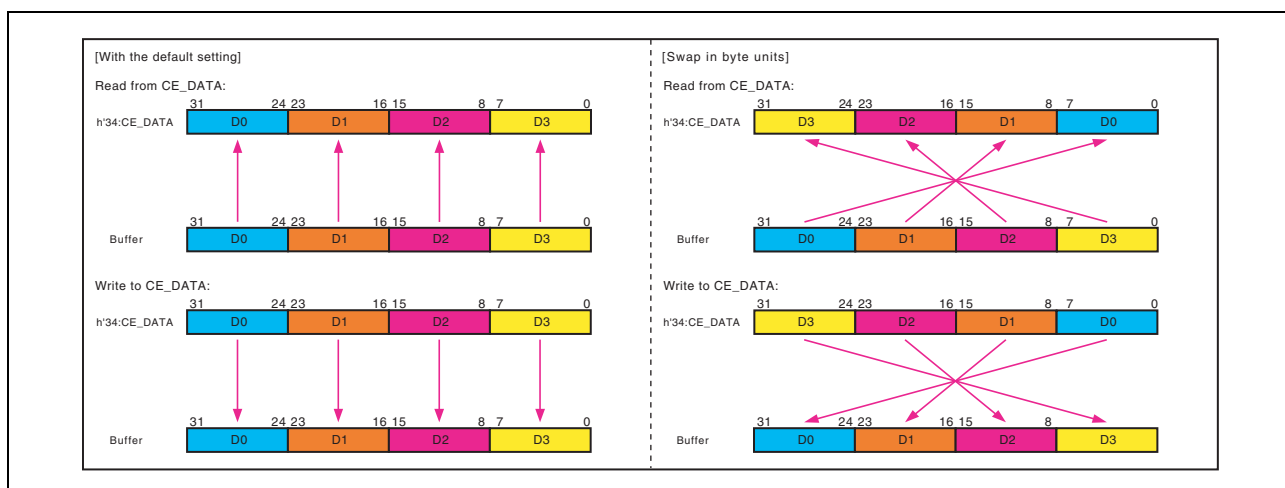 [With the default setting]
Read from CE_DATA:
31 24 23 16 15 8 7 0
h'34:CE_DATA D0 D1 D2 D3
31 24 23 16 15 8 7 0
Buffer D0 D1 D2 D3
Write to CE_DATA:
31 24 23 16 15 8 7 0
h'34:CE_DATA D0 D1 D2 D3
31 24 23 16 15 8 7 0
Buffer D0 D1 D2 D3
[Swap in byte units]
Read from CE_DATA:
31 24 23 16 15 8 7 0
h'34:CE_DATA D3 D2 D1 D0
31 24 23 16 15 8 7 0
Buffer D0 D1 D2 D3
Write to CE_DATA:
31 24 23 16 15 8 7 0
h'34:CE_DATA D3 D2 D1 D0
31 24 23 16 15 8 0
Buffer D0 D1 D2 D3